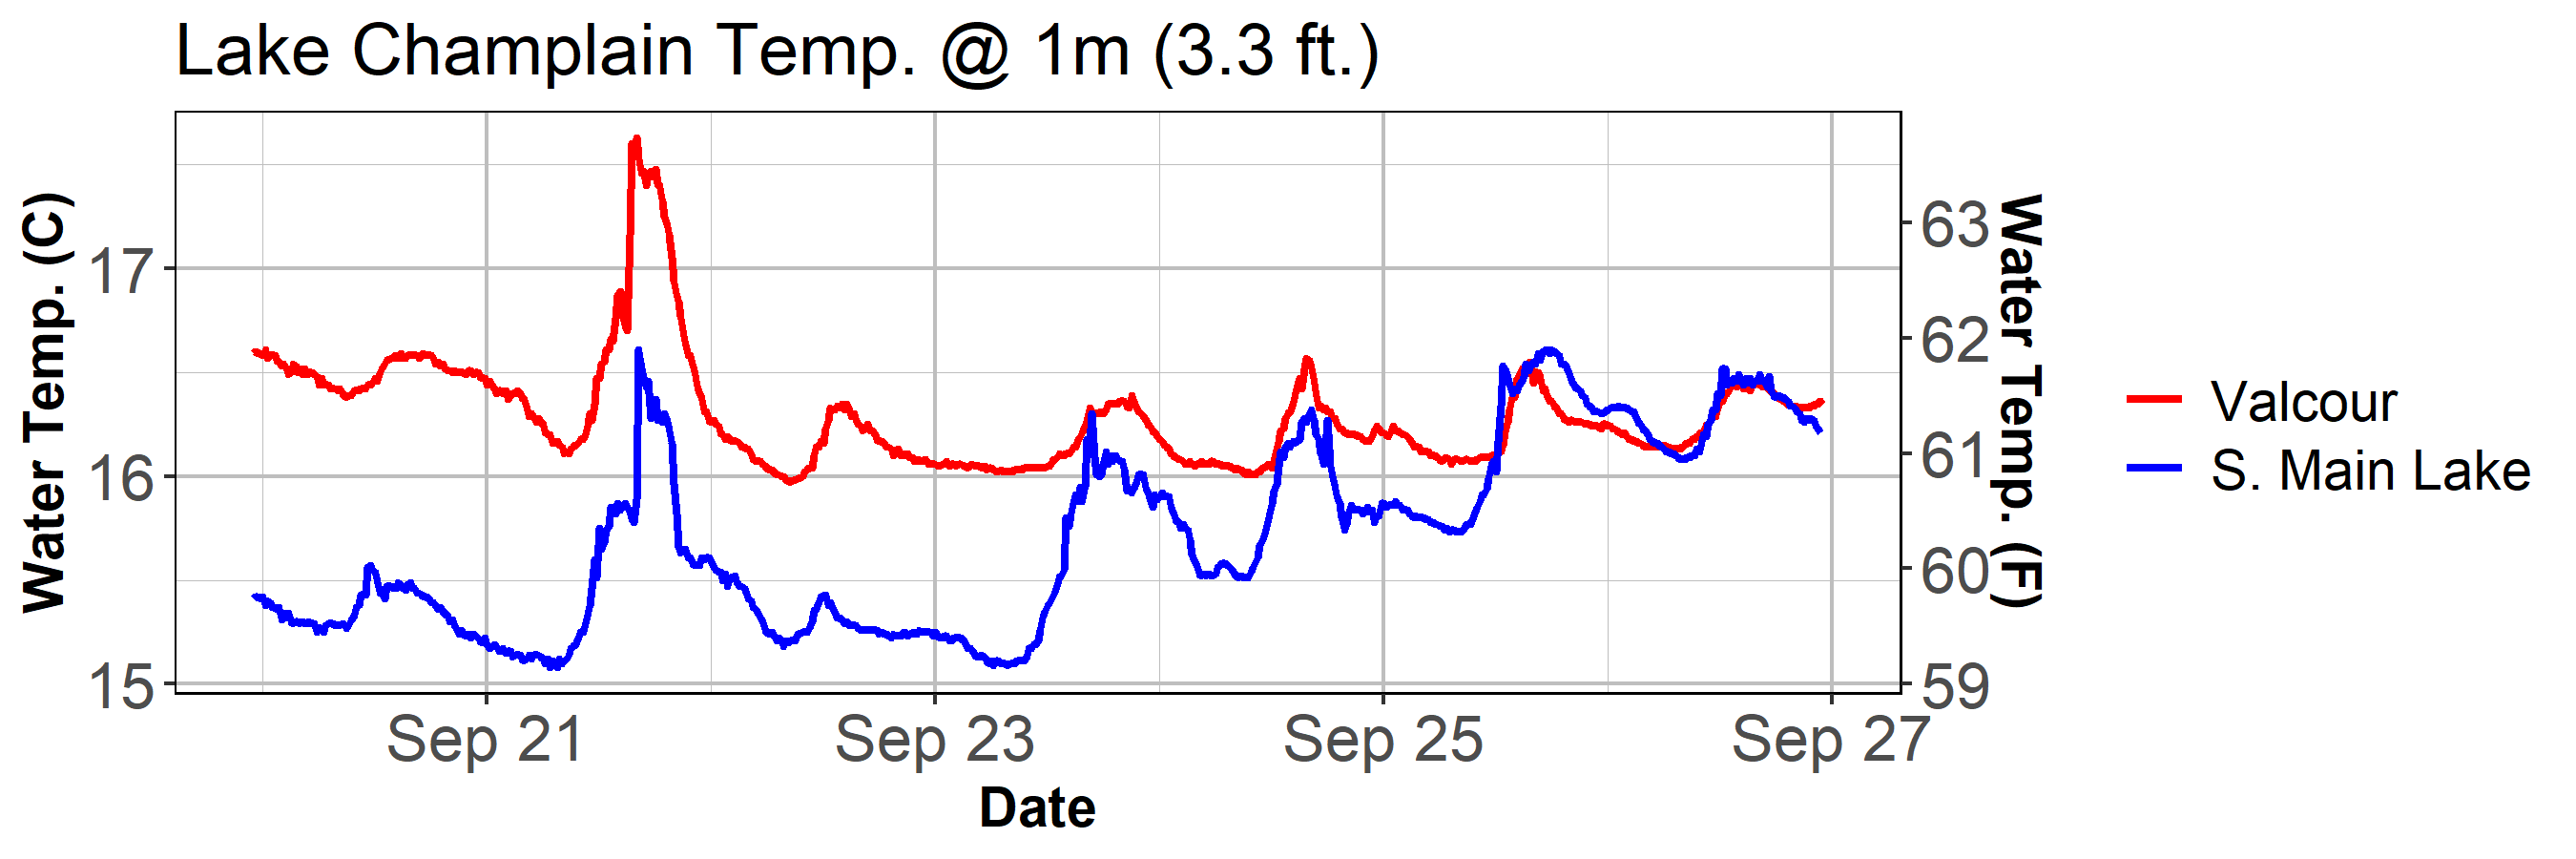 Lake Champlain Temp. @ 1m (3.3 ft.)
Water Temp. (C)
17
16
15
63
62
61
60
59
Water Temp. (F)
Sep 21
Sep 23
Sep 25
Sep 27
Date
Valcour
S. Main Lake